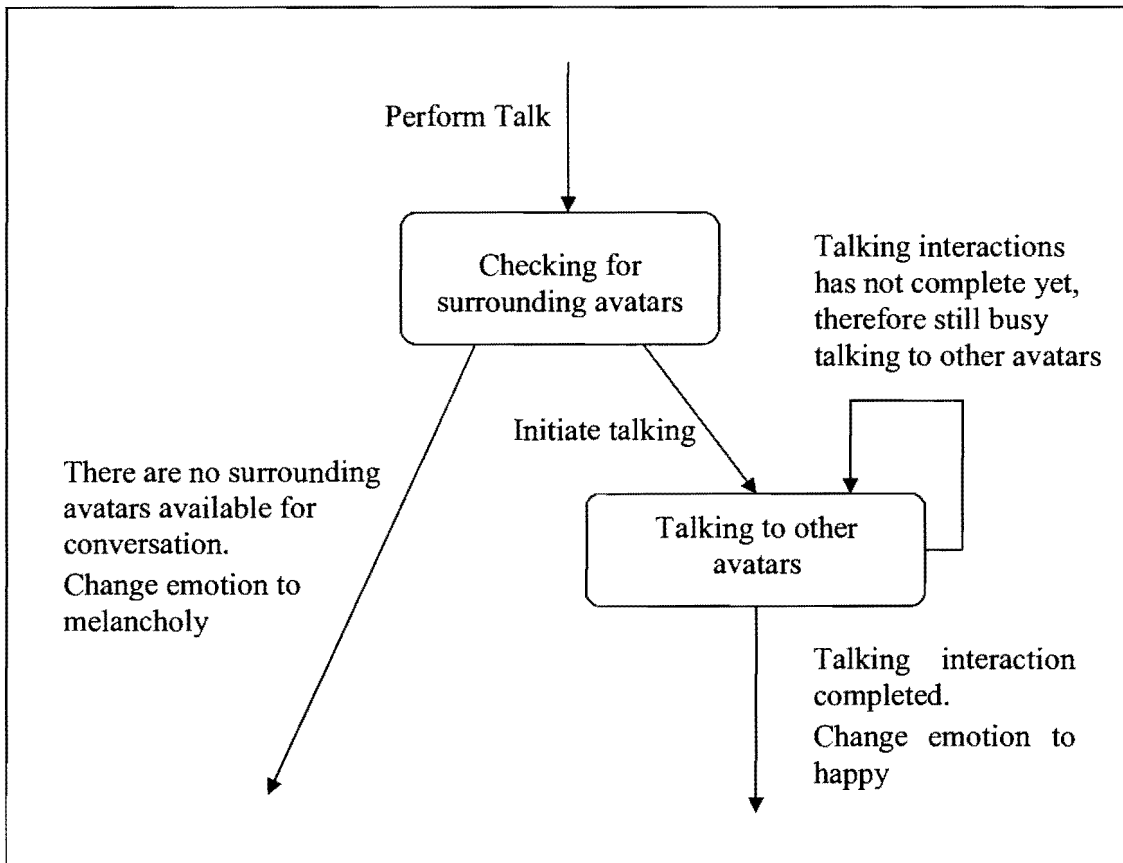 Perform Talk
Checking for
surrounding avatars
Talking interactions
has not complete yet,
therefore still busy
talking to other avatars
Initiate talking
There are no surrounding
avatars available for
conversation.
Change emotion to
melancholy
Talking to other
avatars
Talking interaction
completed.
Change emotion to
happy